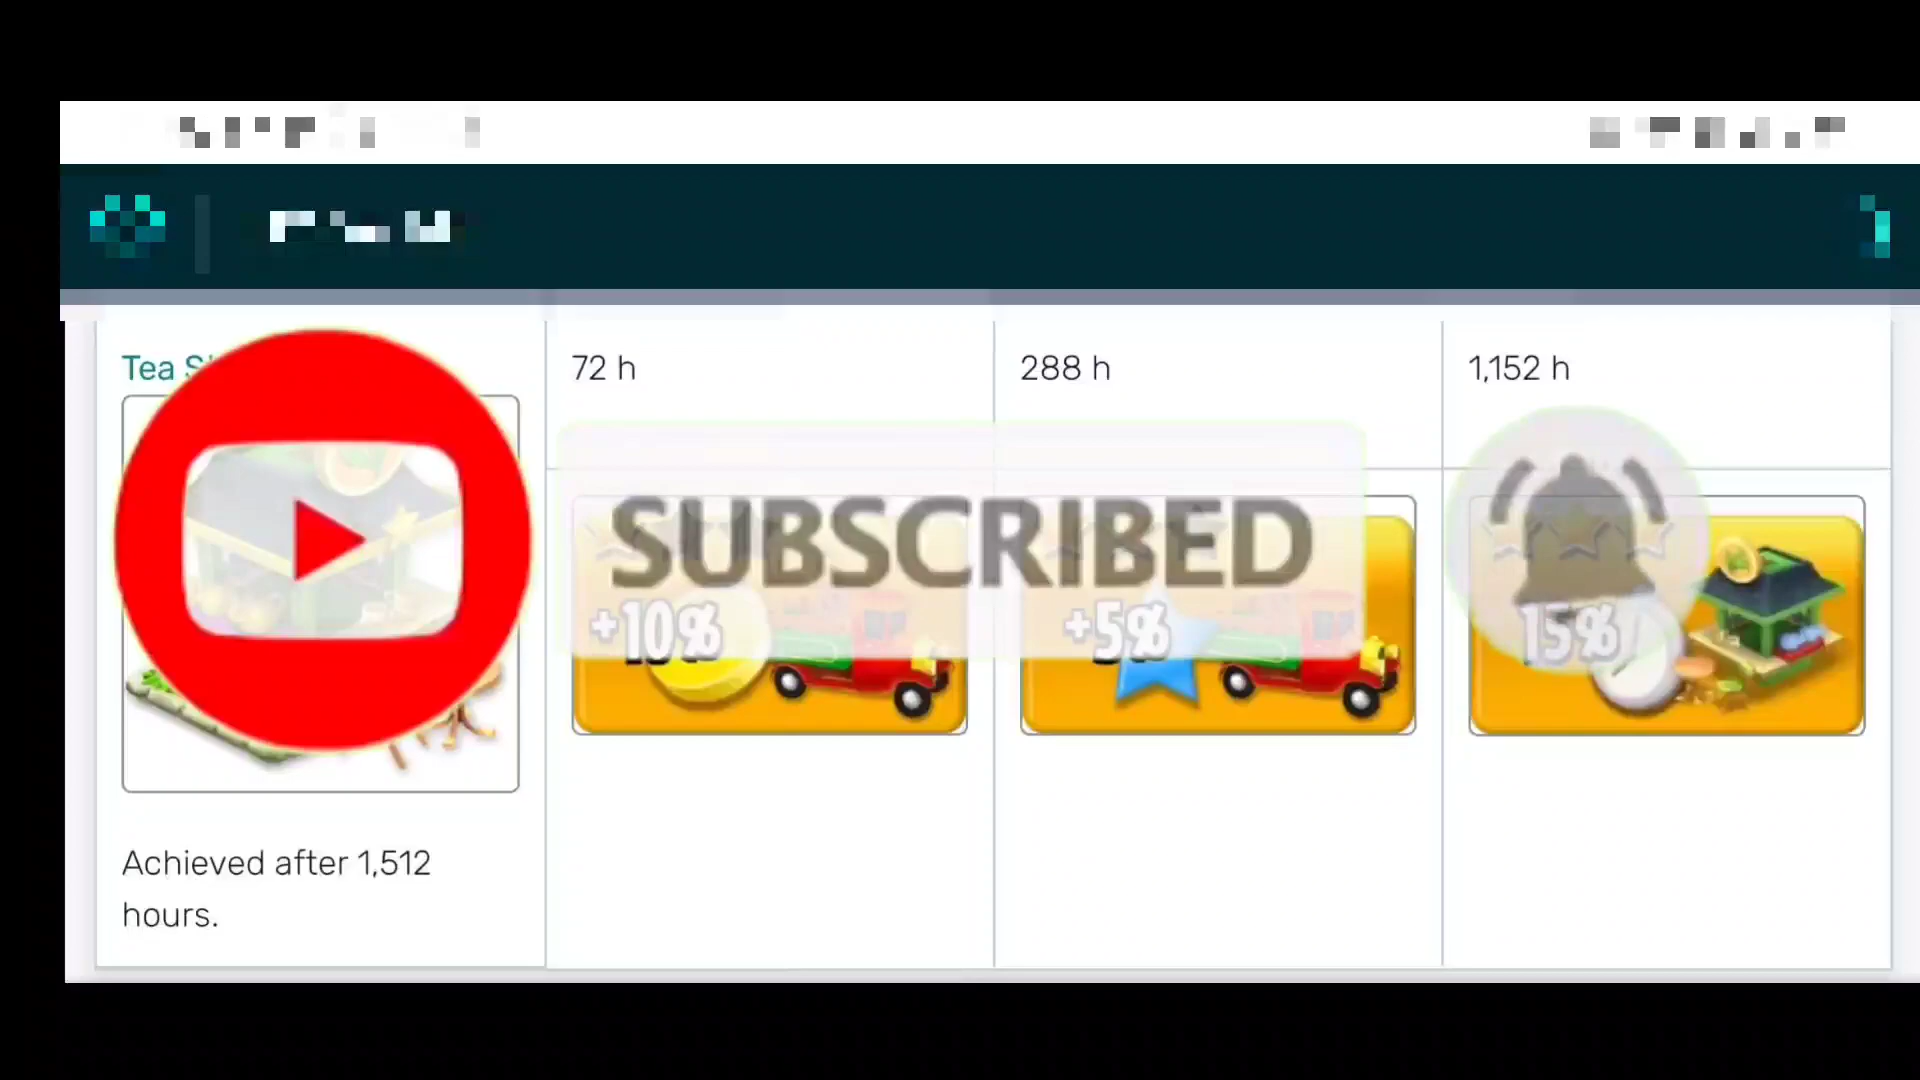 Tea
72 h
288 h
1,152 h
SUBSCRIBED
+10%
+5%
15%
Achieved after 1,512
hours.